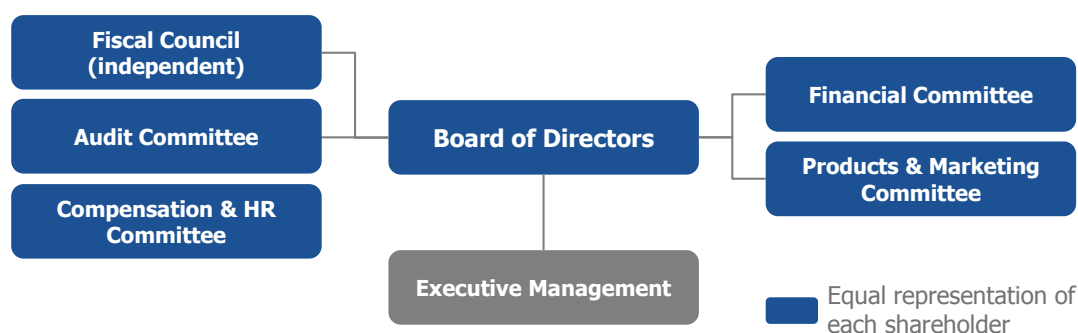 Fiscal Council
(independent)
Audit Committee
Compensation & HR
Committee
Board of Directors
Executive Management
Financial Committee
Products & Marketing
Committee
Equal representation of
each shareholder